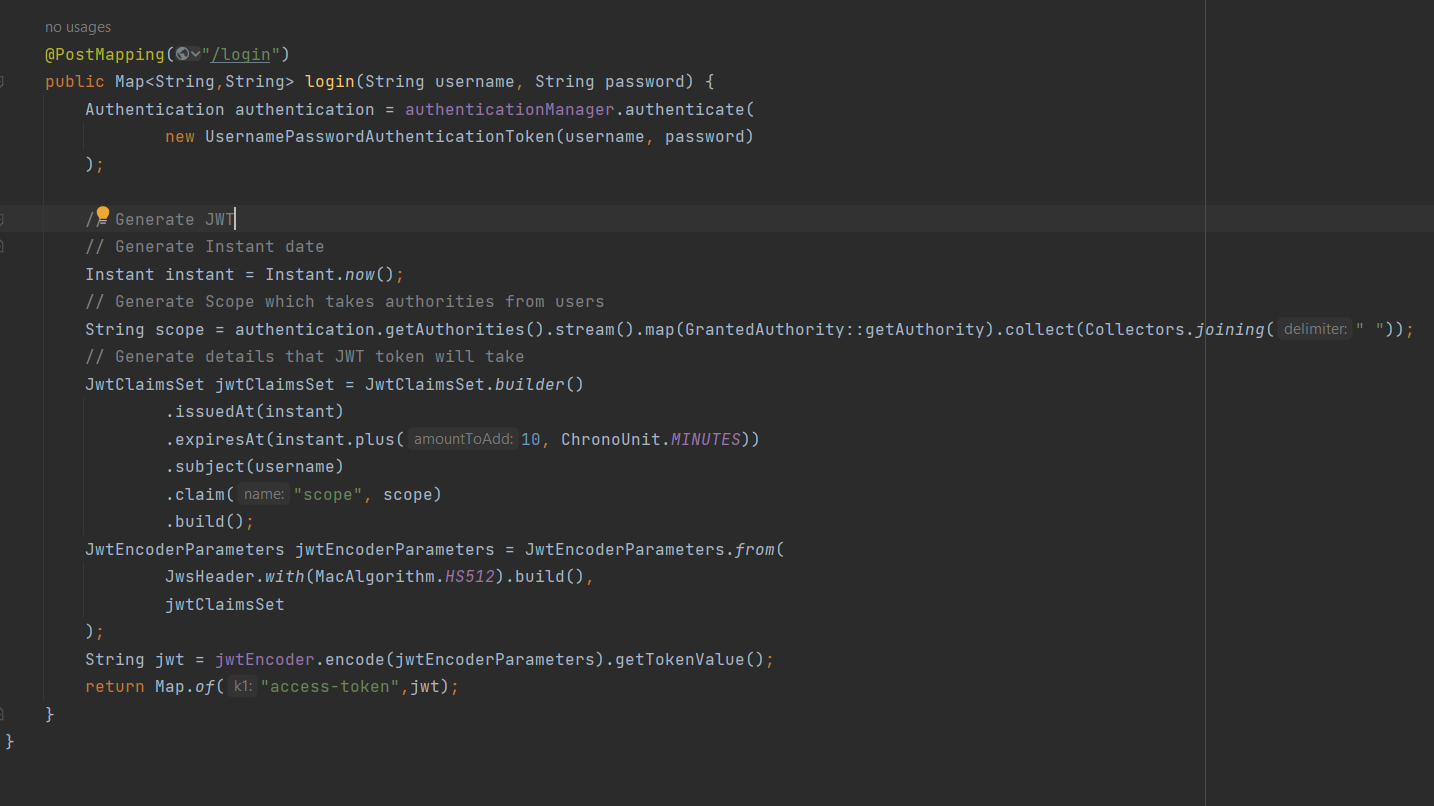 no usages
@PostMapping("/login")
public Map<String,String> login(String username, String password) {
Authentication authentication = authenticationManager.authenticate(
new UsernamePasswordAuthenticationToken(username, password)
);
// Generate JWT
// Generate Instant date
Instant instant = Instant.now();
// Generate Scope which takes authorities from users
String scope = authentication.getAuthorities().stream().map(GrantedAuthority::getAuthority).collect(Collectors.joining( delimiter: " "));
// Generate details that JWT token will take
JwtClaimsSet jwtClaimsSet = JwtClaimsSet.builder()
.issuedAt(instant)
.expiresAt(instant.plus( amountToAdd: 10, ChronoUnit.MINUTES))
.subject(username)
.claim( name: "scope", scope)
.build();
JwtEncoderParameters jwtEncoderParameters = JwtEncoderParameters.from(
JwsHeader.with(MacAlgorithm.HS512).build(),
jwtClaimsSet
);
String jwt = jwtEncoder.encode(jwtEncoderParameters).getTokenValue();
return Map.of( k1: "access-token",jwt);
}
}